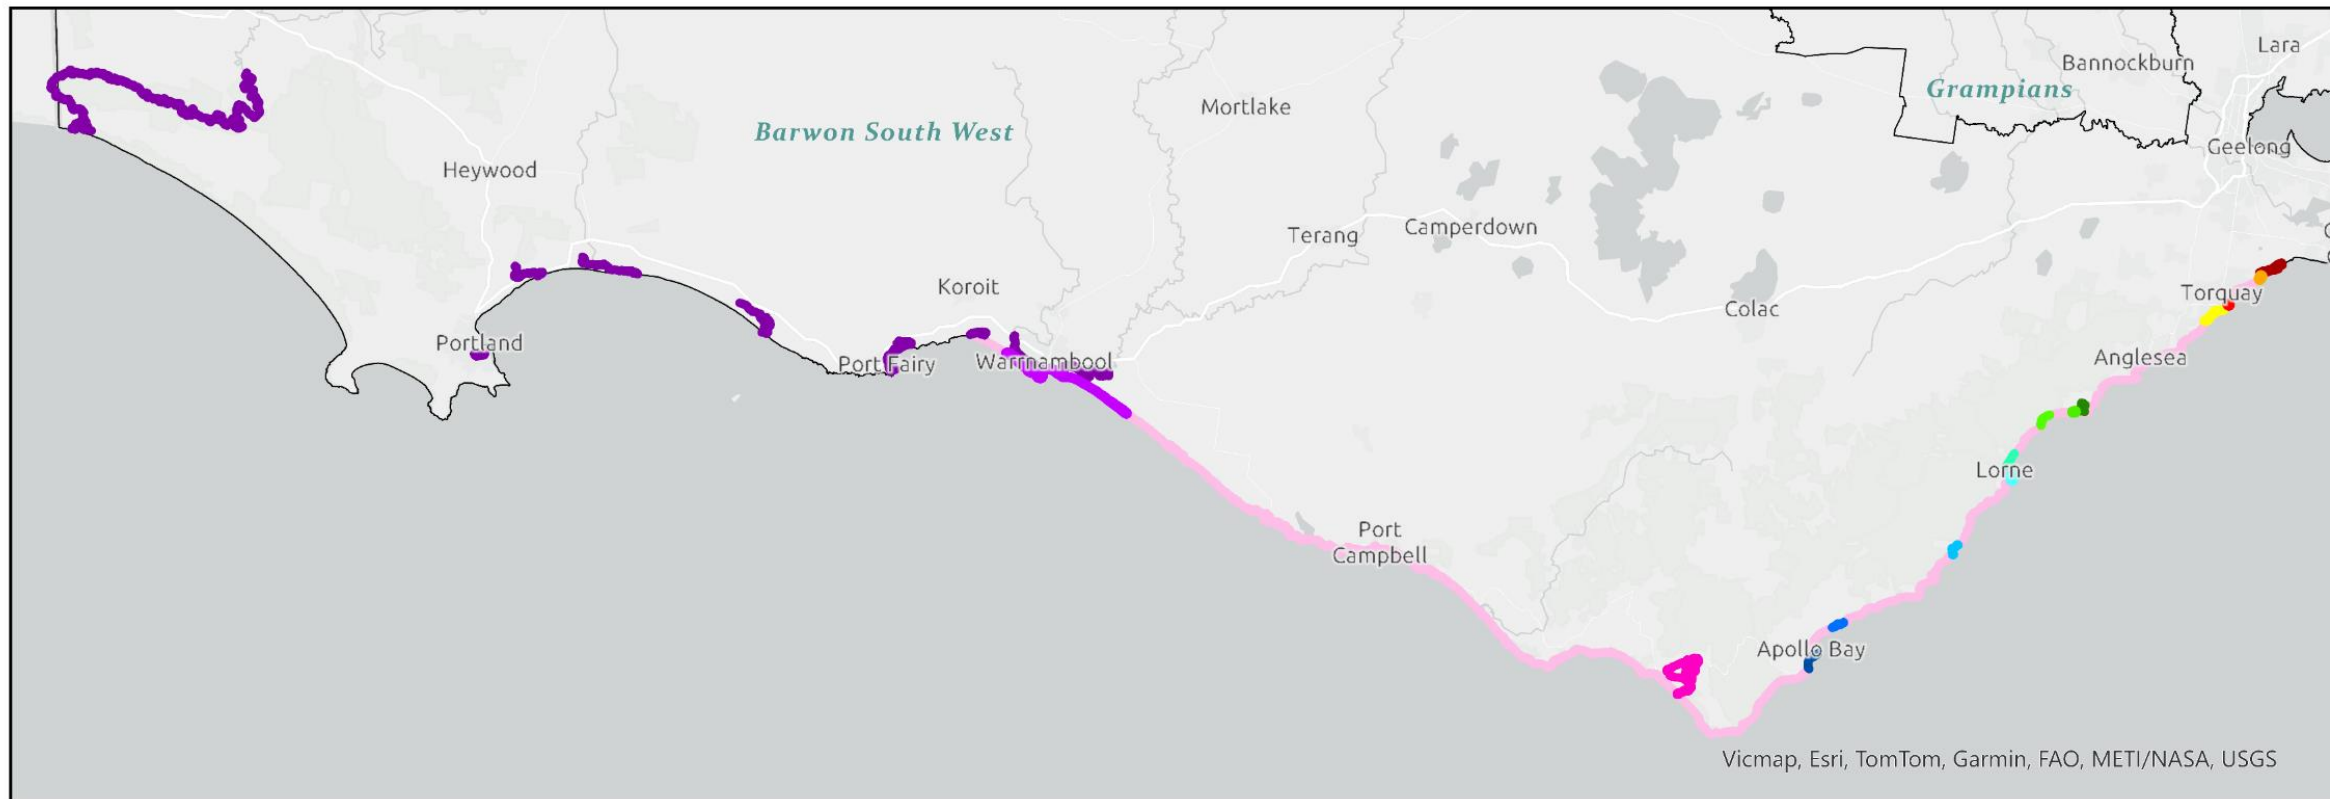 Lara
Bannockburn
Grampians
Mortlake
Barwon South West
Geelong
Heywood
Camperdown
Terang
Koroit
Torquay
Colac
Portland
Anglesea
Port Fairy
Warrnambool
Lorne
Port
Campbell
Apollo Bay
Vicmap, Esri, TomTom, Garmin, FAO, METI/NASA, USGS